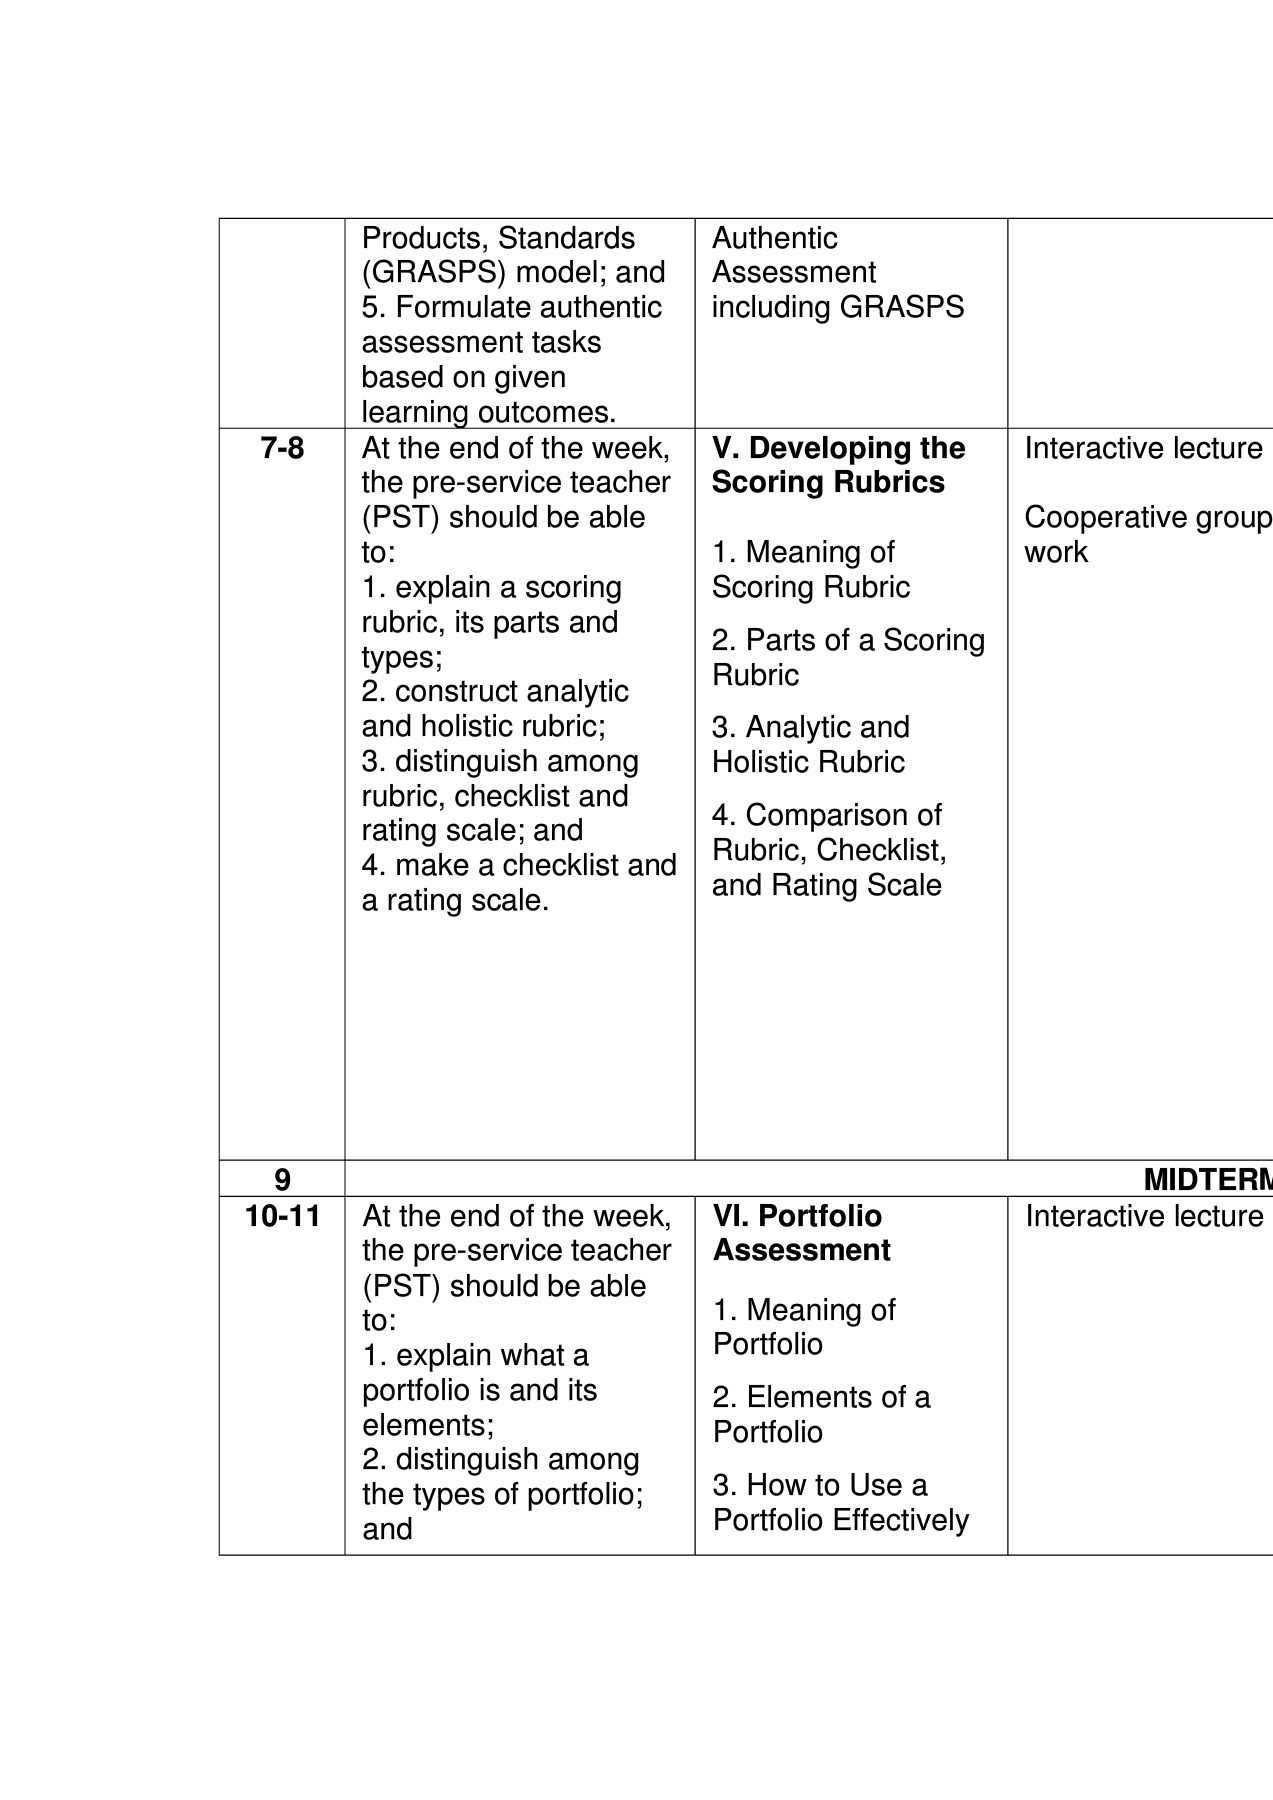 Products, Standards
(GRASPS) model; and
5. Formulate authentic
assessment tasks
based on given
learning outcomes.
Authentic
Assessment
including GRASPS
7-8
At the end of the week,
the pre-service teacher
(PST) should be able
to:
1. explain a scoring
rubric, its parts and
types;
2. construct analytic
and holistic rubric;
3. distinguish among
rubric, checklist and
rating scale; and
4. make a checklist and
a rating scale.
V. Developing the
Scoring Rubrics
1. Meaning of
Scoring Rubric
2. Parts of a Scoring
Rubric
3. Analytic and
Holistic Rubric
4. Comparison of
Rubric, Checklist,
and Rating Scale
Interactive lecture
Cooperative group
work
9
MIDTERM
10-11
At the end of the week,
the pre-service teacher
(PST) should be able
to:
1. explain what a
portfolio is and its
elements;
2. distinguish among
the types of portfolio;
and
VI. Portfolio
Assessment
1. Meaning of
Portfolio
2. Elements of a
Portfolio
3. How to Use a
Portfolio Effectively
Interactive lecture